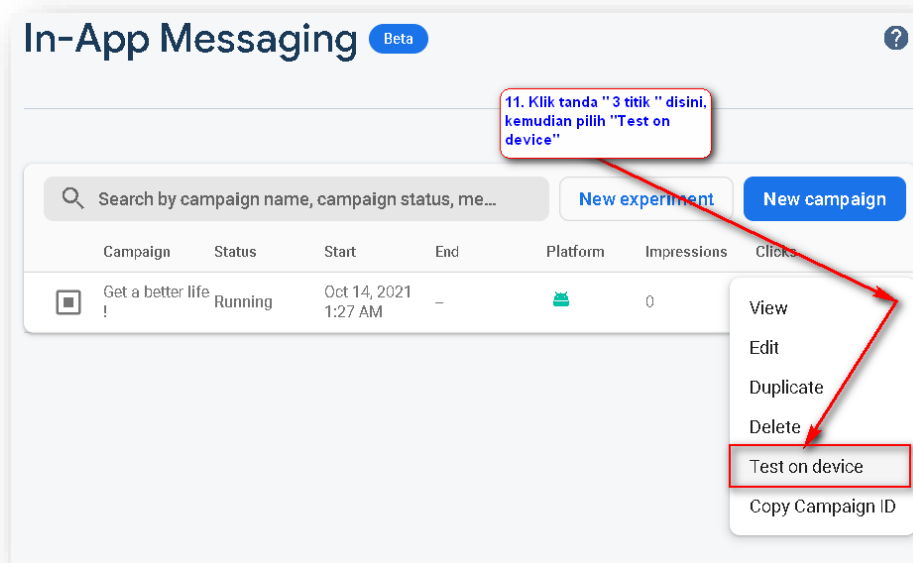 In-App Messaging Beta
11. Klik tanda "3 titik " disini,
kemudian pilih "Test on
device"
Search by campaign name, campaign status, me...
New experiment
New campaign
Campaign Status Start End Platform Impressions Clicks
Get a better life
!
Running
Oct 14, 2021
1:27 AM
–
0
View
Edit
Duplicate
Delete
Test on device
Copy Campaign ID